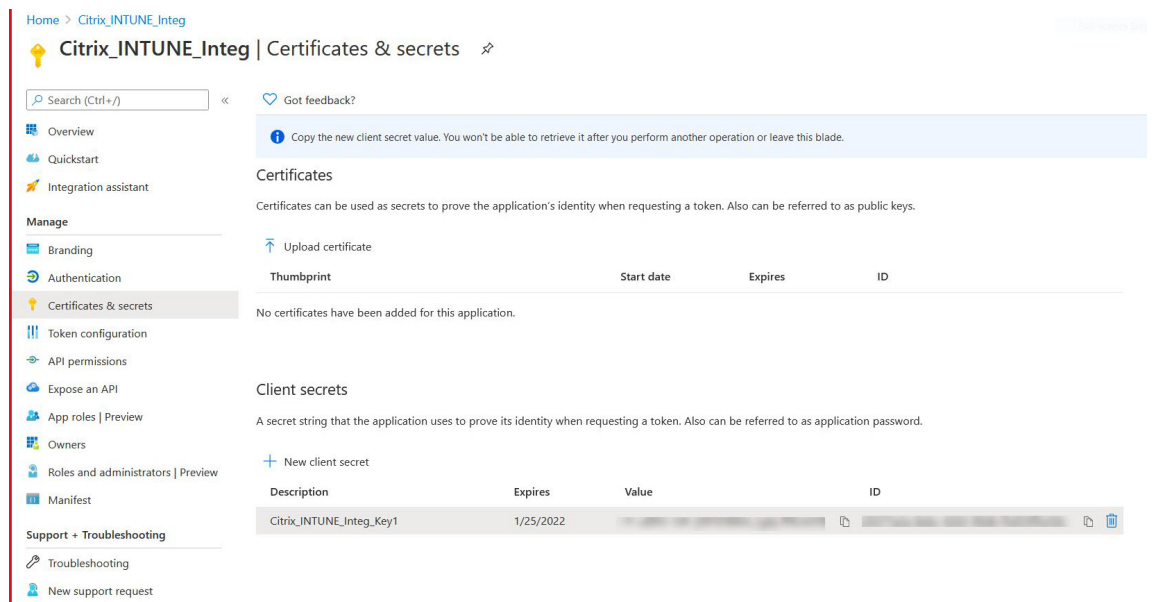 Home > Citrix_INTUNE_Integ
Citrix_INTUNE_Integ | Certificates & secrets
Search (Ctrl+/)
«
Overview
Quickstart
Integration assistant
Manage
Branding
Authentication
Certificates & secrets
Token configuration
API permissions
Expose an API
App roles | Preview
Owners
Roles and administrators | Preview
Manifest
Support + Troubleshooting
Troubleshooting
New support request
Got feedback?
Copy the new client secret value. You won't be able to retrieve it after you perform another operation or leave this blade.
Certificates
Certificates can be used as secrets to prove the application's identity when requesting a token. Also can be referred to as public keys.
Upload certificate
Thumbprint Start date Expires ID
No certificates have been added for this application.
Client secrets
A secret string that the application uses to prove its identity when requesting a token. Also can be referred to as application password.
New client secret
Description Expires Value ID
Citrix_INTUNE_Integ_Key1 1/25/2022